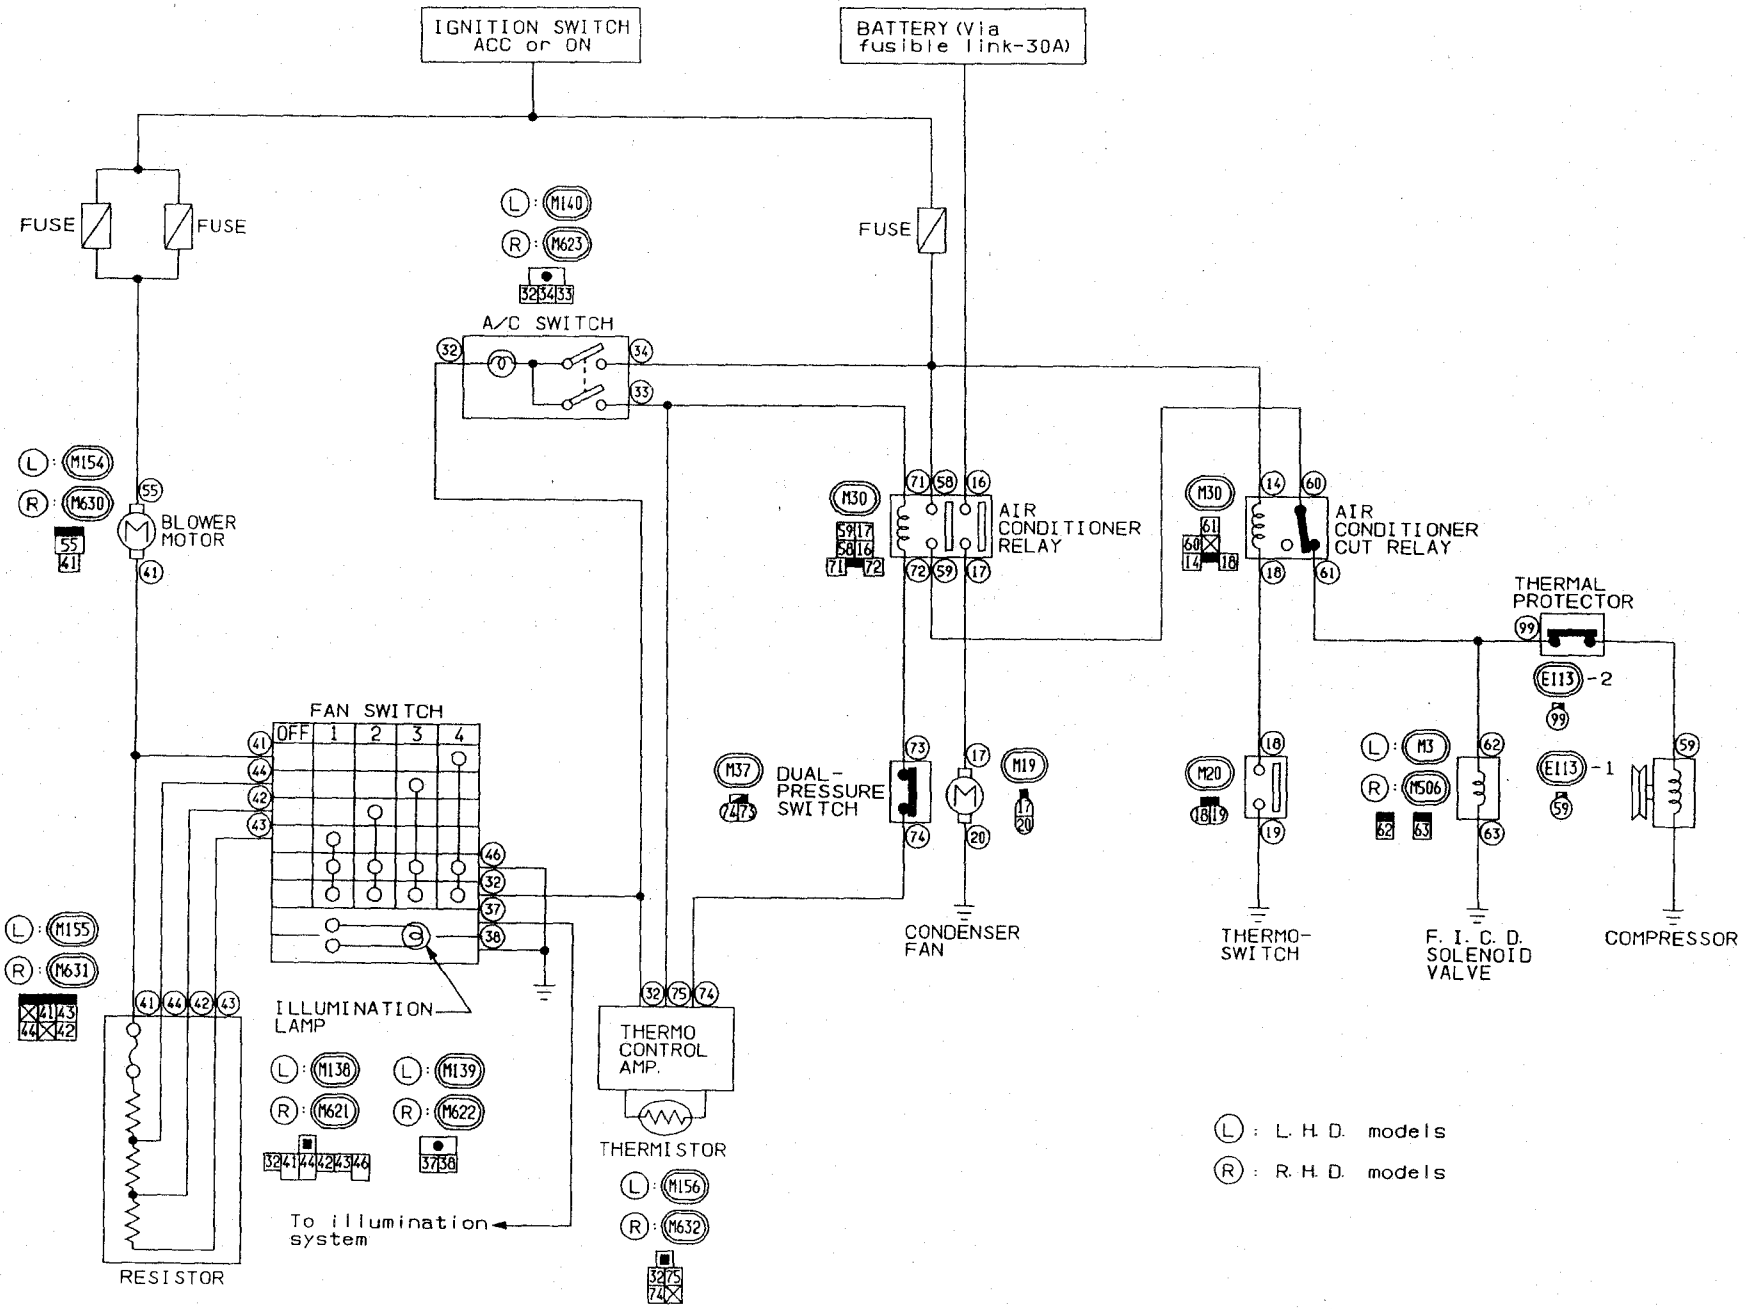 IGNITION SWITCH
ACC or ON
BATTERY (Via
fusible link-30A)
FUSE
FUSE
FUSE
L : M140
R : M623
32 34 33
A/C SWITCH
32
34
33
L : M154
R : M630
55
41
55
BLOWER
MOTOR
41
M30
59 17
58 16
71 72
71 58 16
AIR
CONDITIONER
RELAY
72 59 17
M30
61
60
14 18
14 60
AIR
CONDITIONER
CUT RELAY
18 61
THERMAL
PROTECTOR
99
E113 -2
99
FAN SWITCH
OFF 1 2 3 4
41
44
42
43
46
32
37
38
M37
74 73
DUAL-
PRESSURE
SWITCH
73
74
17
M19
17
20
20
CONDENSER
FAN
M20
18 19
18
19
THERMO-
SWITCH
L : M3
R : M506
62 63
62
63
F. I. C. D.
SOLENOID
VALVE
E113 -1
59
59
COMPRESSOR
L : M155
R : M631
41 43
44 42
41 44 42 43
RESISTOR
ILLUMINATION
LAMP
L : M138
R : M621
32 41 44 42 43 46
L : M139
R : M622
37 38
To illumination
system
32 75 74
THERMO
CONTROL
AMP.
THERMISTOR
L : M156
R : M632
32 75
74
L : L. H. D. models
R : R. H. D. models